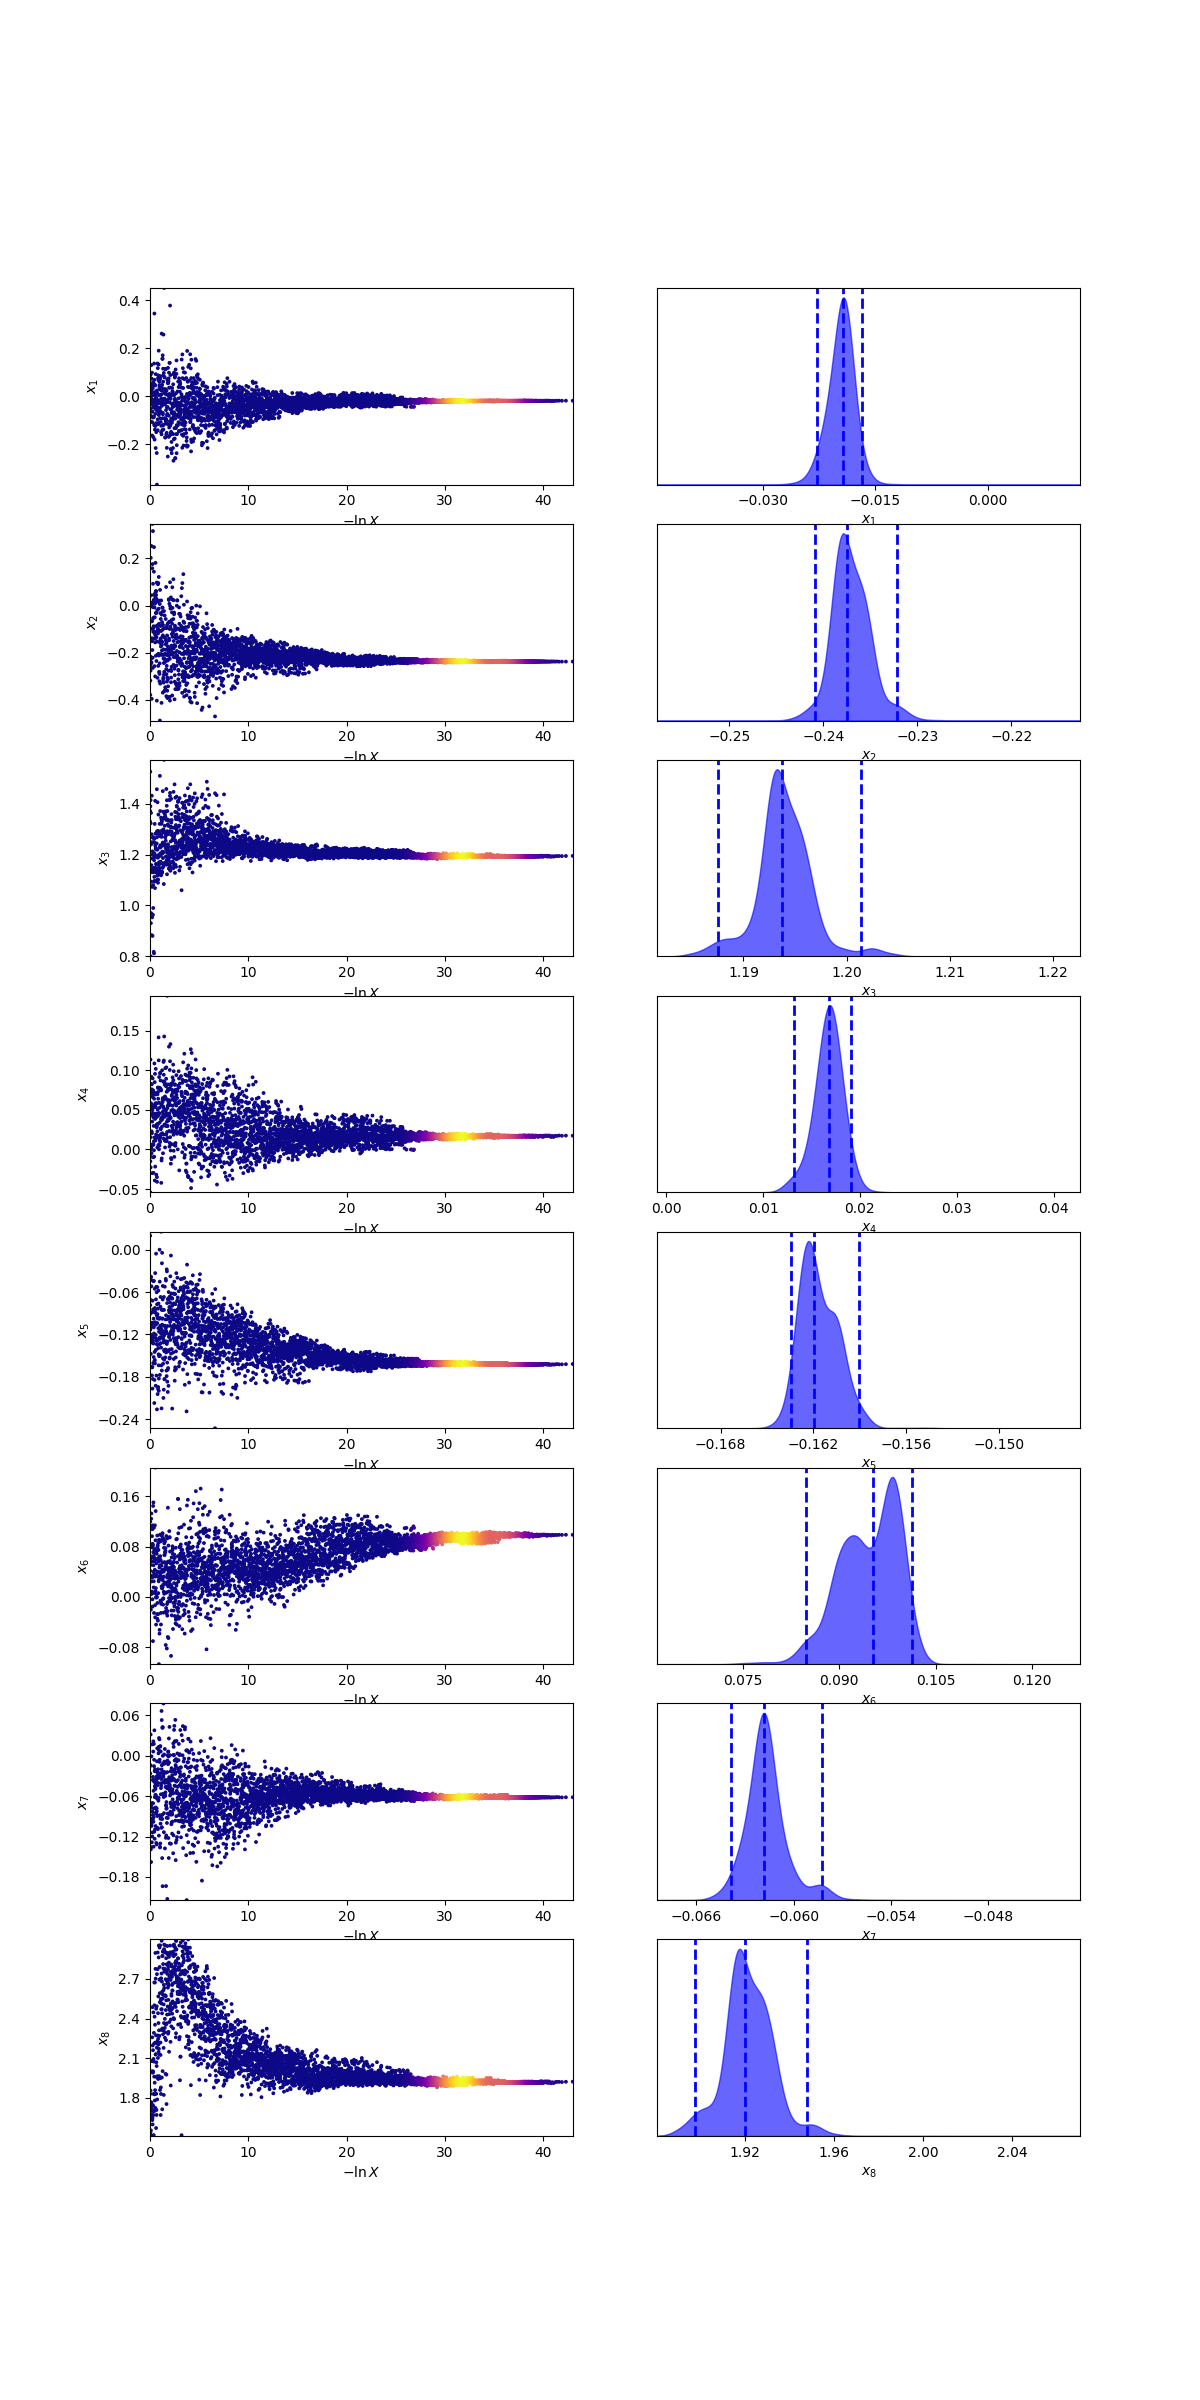 0.4
0.2
0.0
−0.2
x₁
0 10 20 30 40
−ln X
−0.030 −0.015 0.000
x₁
0.2
0.0
−0.2
−0.4
x₂
0 10 20 30 40
−ln X
−0.25 −0.24 −0.23 −0.22
x₂
1.4
1.2
1.0
0.8
x₃
0 10 20 30 40
−ln X
1.19 1.20 1.21 1.22
x₃
0.15
0.10
0.05
0.00
−0.05
x₄
0 10 20 30 40
−ln X
0.00 0.01 0.02 0.03 0.04
x₄
0.00
−0.06
−0.12
−0.18
−0.24
x₅
0 10 20 30 40
−ln X
−0.168 −0.162 −0.156 −0.150
x₅
0.16
0.08
0.00
−0.08
x₆
0 10 20 30 40
−ln X
0.075 0.090 0.105 0.120
x₆
0.06
0.00
−0.06
−0.12
−0.18
x₇
0 10 20 30 40
−ln X
−0.066 −0.060 −0.054 −0.048
x₇
2.7
2.4
2.1
1.8
x₈
0 10 20 30 40
−ln X
1.92 1.96 2.00 2.04
x₈